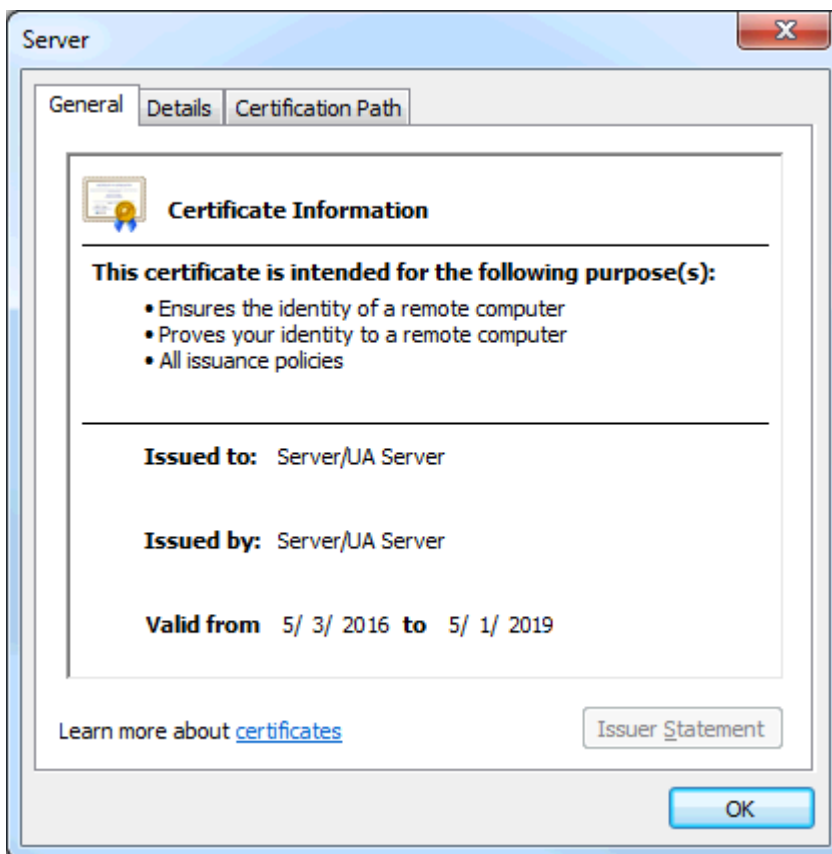 Server
General Details Certification Path
Certificate Information
This certificate is intended for the following purpose(s):
• Ensures the identity of a remote computer
• Proves your identity to a remote computer
• All issuance policies
Issued to: Server/UA Server
Issued by: Server/UA Server
Valid from 5/ 3/ 2016 to 5/ 1/ 2019
Learn more about certificates
Issuer Statement
OK